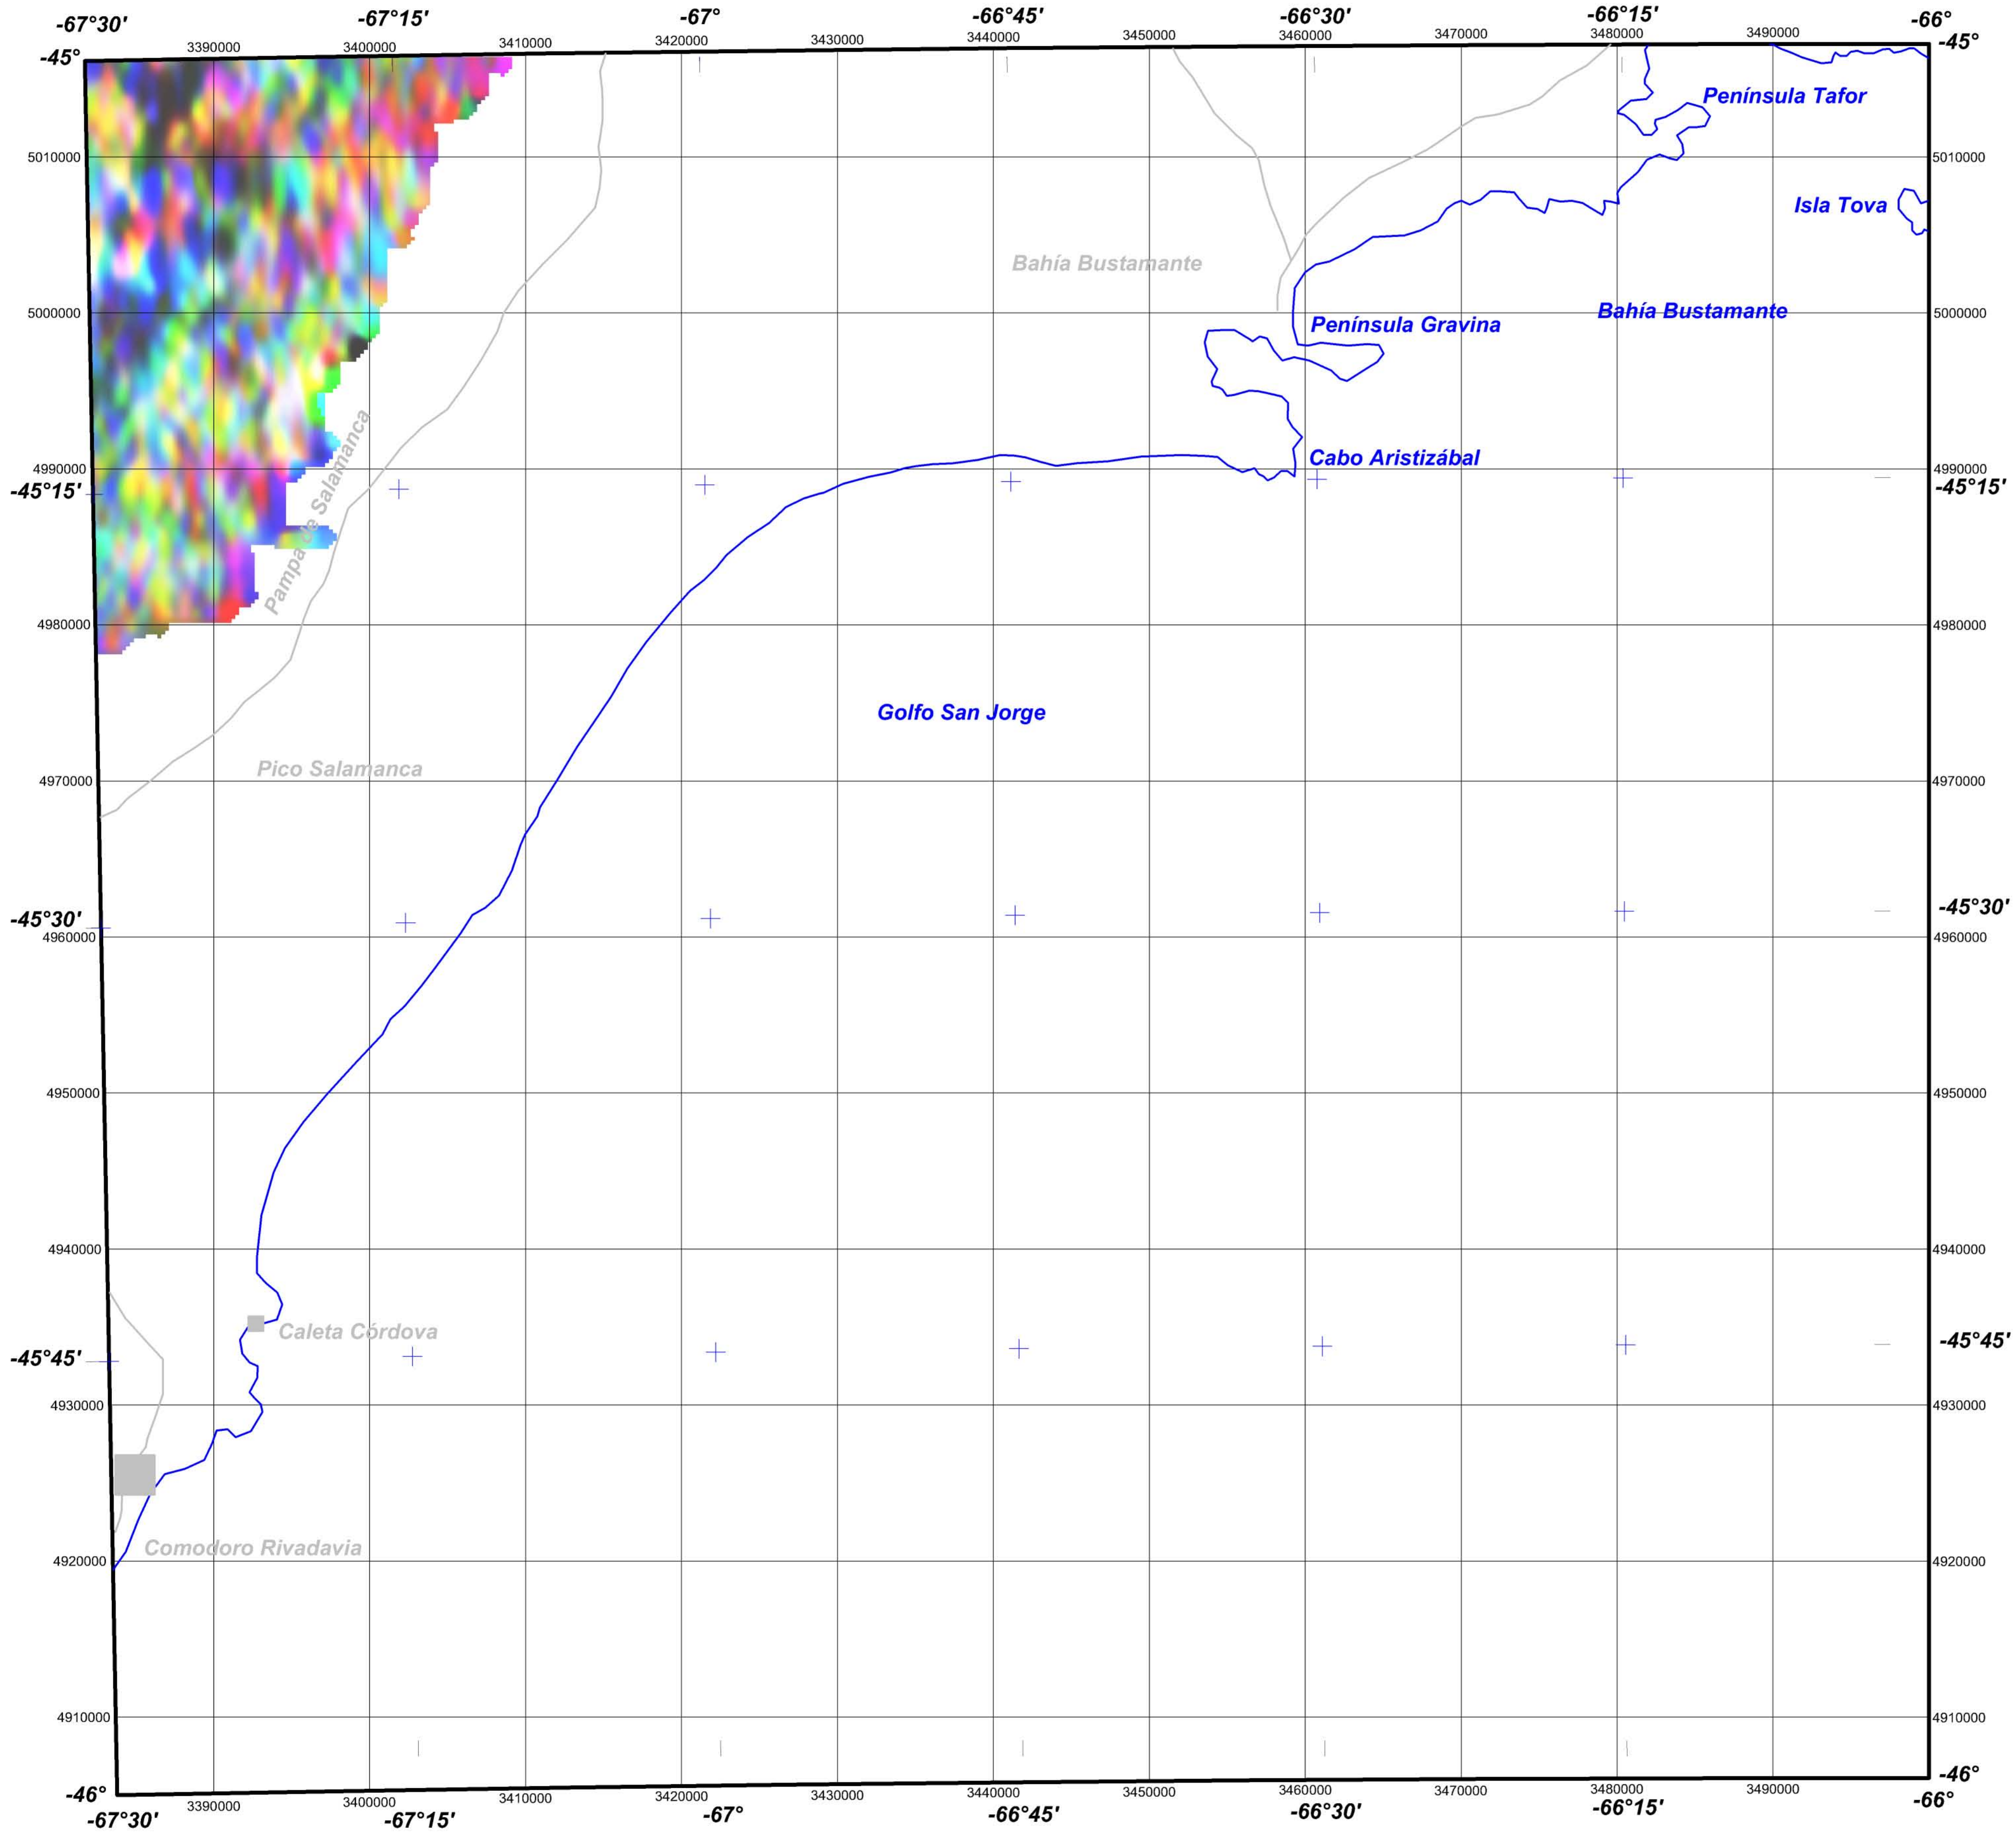 -67°30' -67°15' -67° -66°45' -66°30' -66°15' -66°
3390000 3400000 3410000 3420000 3430000 3440000 3450000 3460000 3470000 3480000 3490000
-45° -45°
Península Tafor
5010000 5010000
Isla Tova
Bahía Bustamante
5000000 Bahía Bustamante 5000000
Península Gravina
Pampa de Salamanca
Cabo Aristizábal
4990000 4990000
-45°15' -45°15'
4980000 4980000
Golfo San Jorge
Pico Salamanca
4970000 4970000
-45°30' -45°30'
4960000 4960000
4950000 4950000
4940000 4940000
Caleta Córdova
-45°45' -45°45'
4930000 4930000
Comodoro Rivadavia
4920000 4920000
4910000 4910000
-46° -46°
3390000 3400000 3410000 3420000 3430000 3440000 3450000 3460000 3470000 3480000 3490000
-67°30' -67°15' -67° -66°45' -66°30' -66°15' -66°